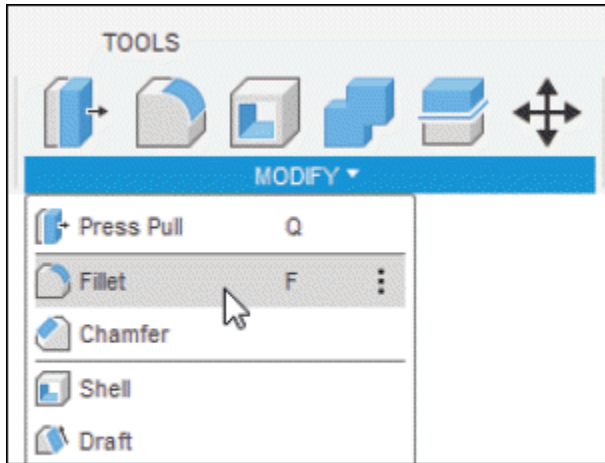 TOOLS
MODIFY
Press Pull Q
Fillet F
Chamfer
Shell
Draft